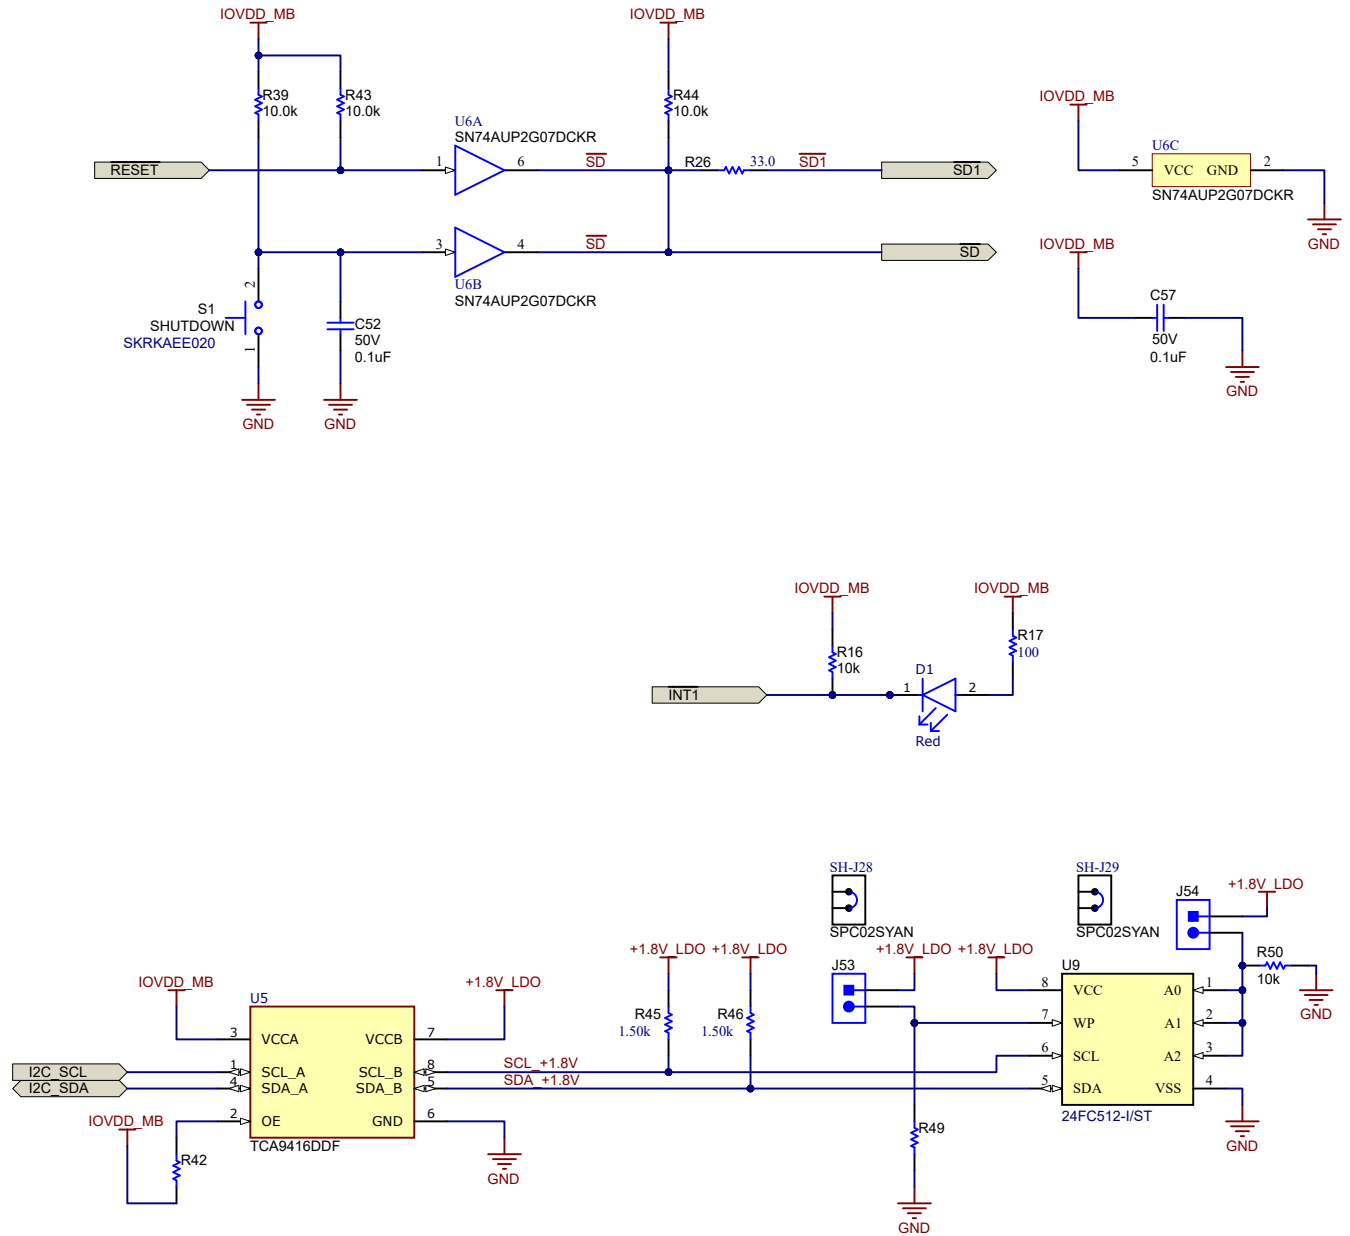 IOVDD_MB
IOVDD_MB
R39
10.0k
R43
10.0k
R44
10.0k
IOVDD_MB
U6A
SN74AUP2G07DCKR
U6C
5
VCC
GND
2
SN74AUP2G07DCKR
GND
RESET
1
6
SD
R26
33.0
SD1
SD1
3
4
SD
SD
U6B
SN74AUP2G07DCKR
IOVDD_MB
C57
50V
0.1uF
GND
2
S1
SHUTDOWN
SKRKAEE020
1
C52
50V
0.1uF
GND
GND
IOVDD_MB
IOVDD_MB
R16
10k
R17
100
D1
INT1
1
2
Red
SH-J28
SPC02SYAN
SH-J29
SPC02SYAN
J54
+1.8V_LDO
+1.8V_LDO
+1.8V_LDO
+1.8V_LDO
+1.8V_LDO
J53
U9
R50
10k
GND
IOVDD_MB
U5
+1.8V_LDO
R45
1.50k
R46
1.50k
8
VCC
A0
1
7
WP
A1
2
6
SCL
A2
3
5
SDA
VSS
4
24FC512-I/ST
GND
3
VCCA
VCCB
7
I2C_SCL
1
SCL_A
SCL_B
8
SCL_+1.8V
I2C_SDA
4
SDA_A
SDA_B
5
SDA_+1.8V
IOVDD_MB
2
OE
GND
6
TCA9416DDF
R42
GND
R49
GND